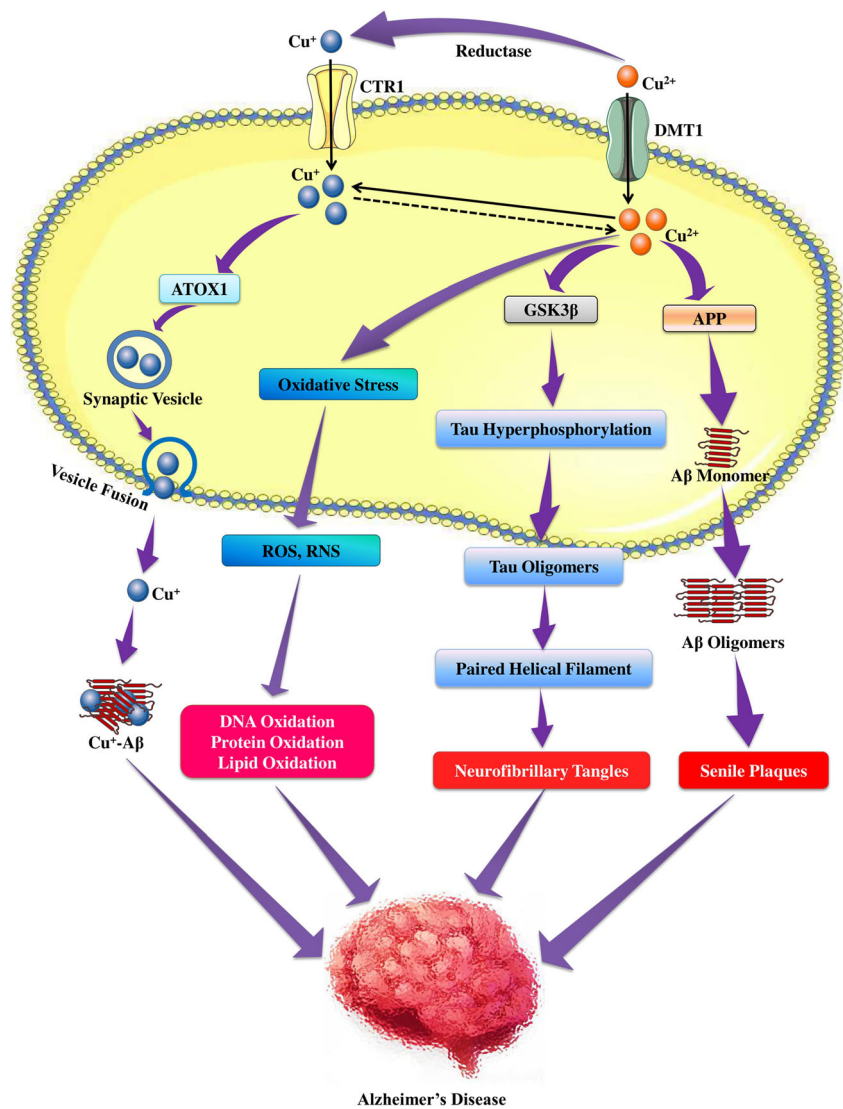 Cu⁺
Reductase
Cu²⁺
CTR1
DMT1
Cu⁺
Cu²⁺
ATOX1
GSK3β
APP
Synaptic Vesicle
Oxidative Stress
Tau Hyperphosphorylation
Aβ Monomer
Vesicle Fusion
ROS, RNS
Tau Oligomers
Cu⁺
Aβ Oligomers
Paired Helical Filament
Cu⁺-Aβ
DNA Oxidation
Protein Oxidation
Lipid Oxidation
Neurofibrillary Tangles
Senile Plaques
Alzheimer's Disease